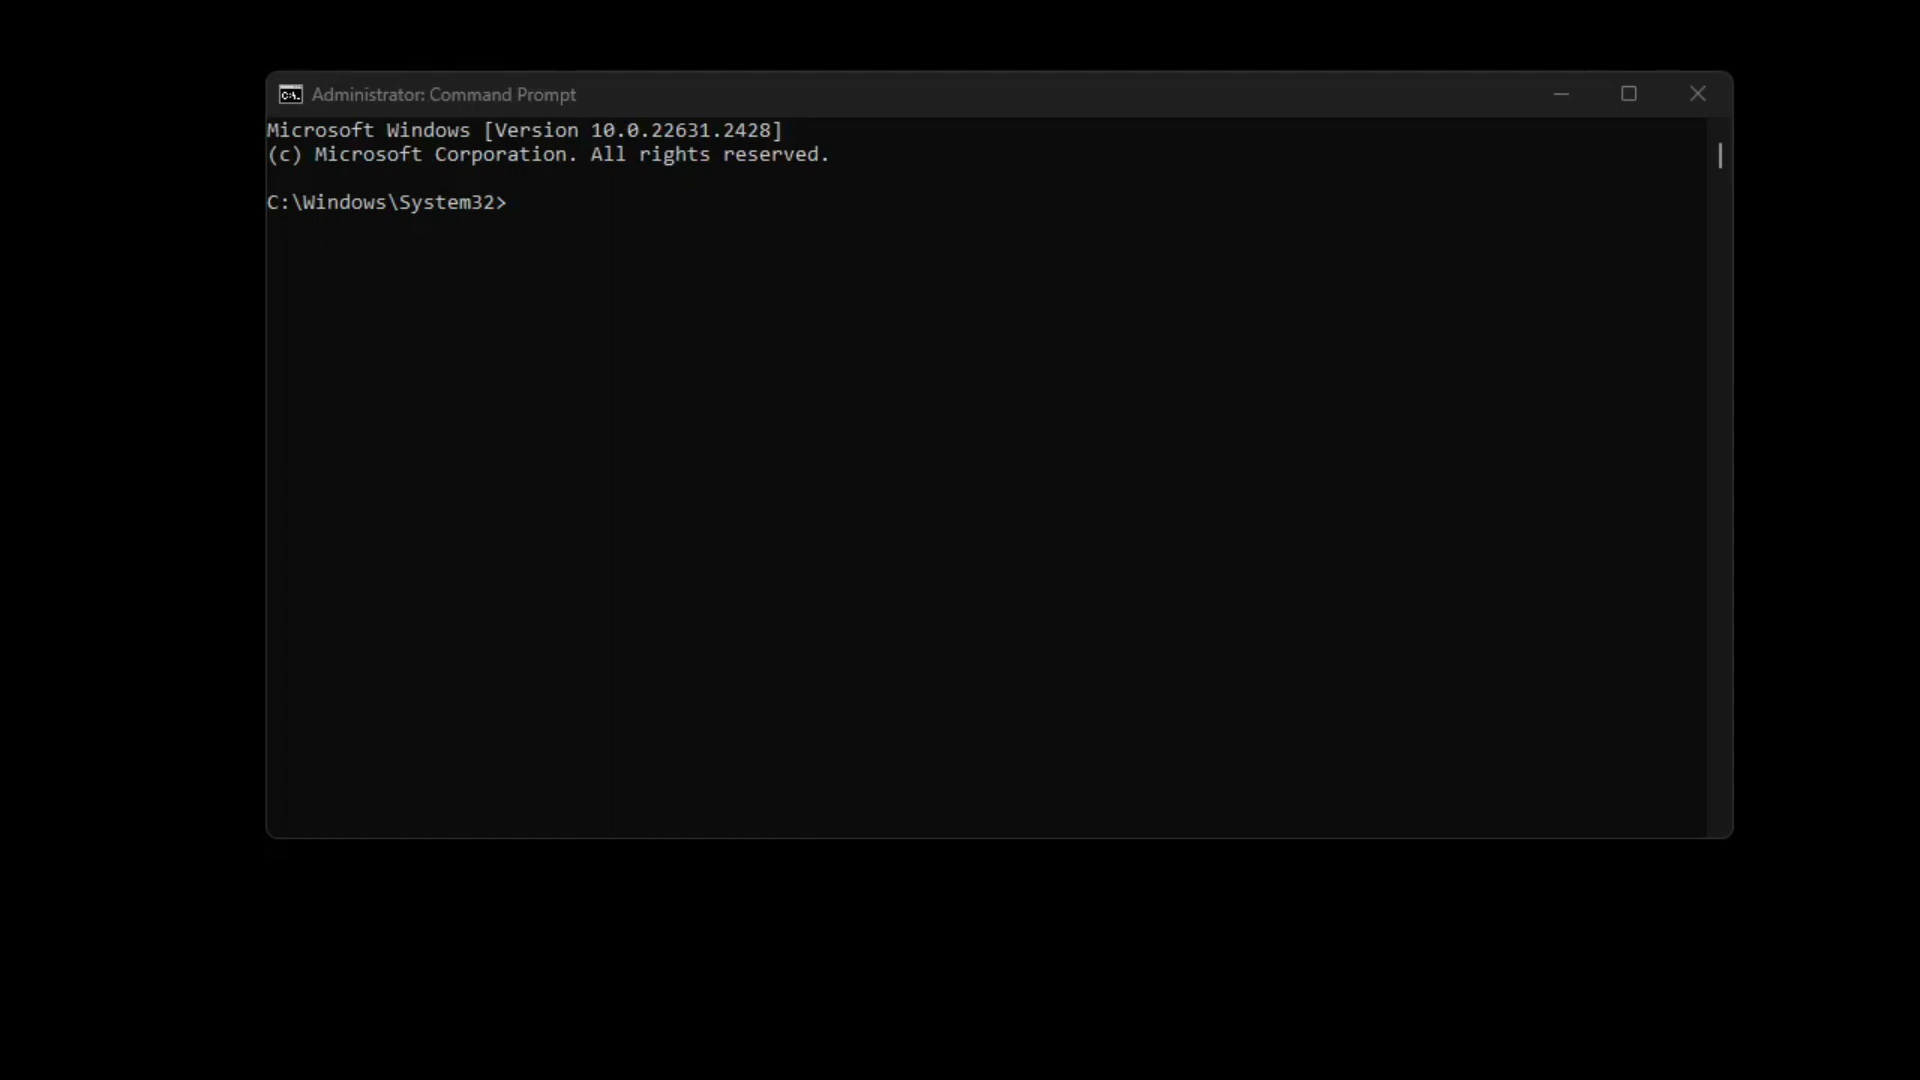 Administrator: Command Prompt
Microsoft Windows [Version 10.0.22631.2428]
(c) Microsoft Corporation. All rights reserved.
C:\Windows\System32>